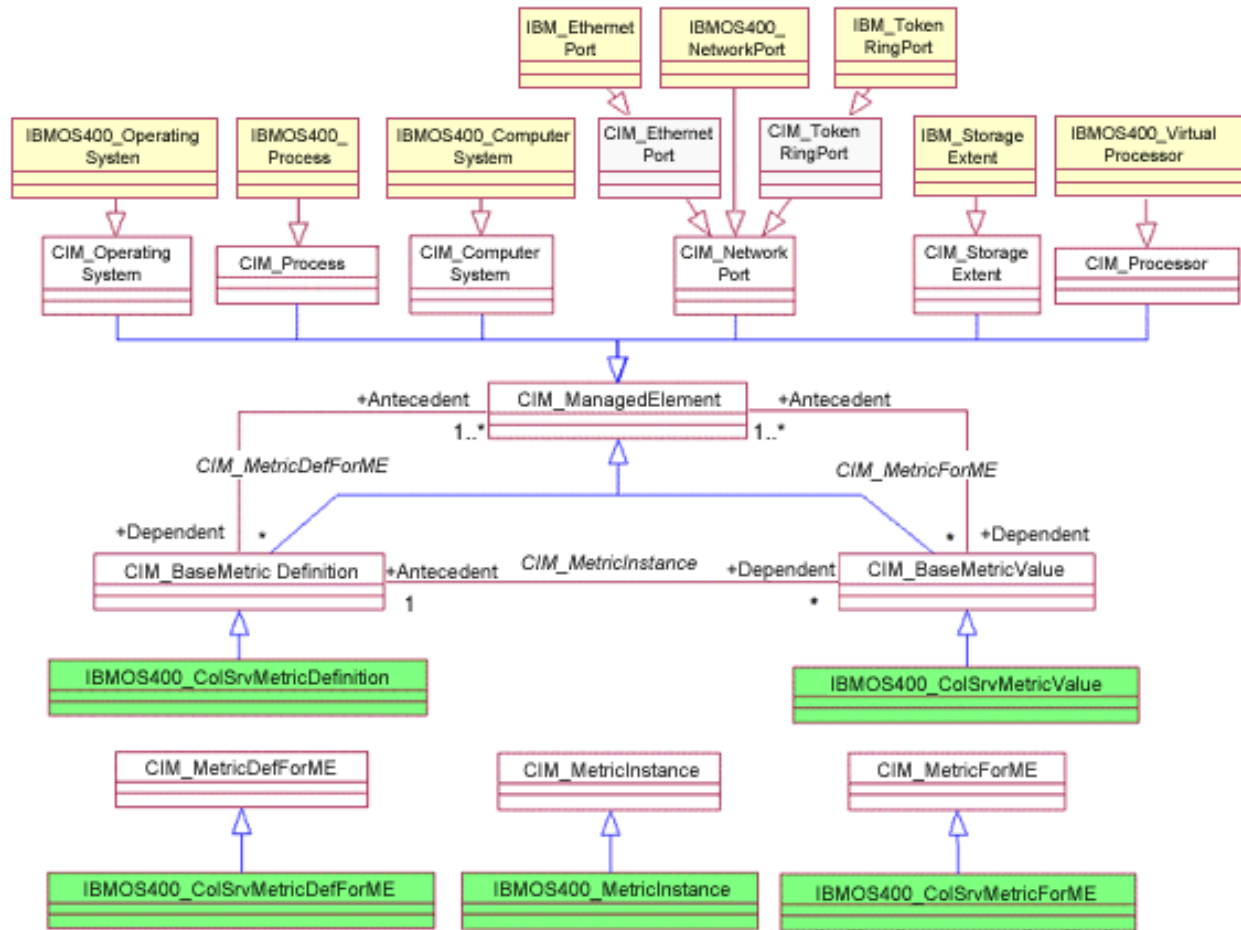 IBM_Ethernet
Port
IBMOS400_
NetworkPort
IBM_Token
RingPort
IBMOS400_Operating
Systen
IBMOS400_
Process
IBMOS400_Computer
System
CIM_Ethernet
Port
CIM_Token
RingPort
IBM_Storage
Extent
IBMOS400_Virtual
Processor
CIM_Operating
System
CIM_Process
CIM_Computer
System
CIM_Network
Port
CIM_Storage
Extent
CIM_Processor
+Antecedent
CIM_ManagedElement
+Antecedent
1..*
1..*
CIM_MetricDefForME
CIM_MetricForME
+Dependent
*
*
+Dependent
CIM_BaseMetric Definition
+Antecedent
CIM_MetricInstance
+Dependent
CIM_BaseMetricValue
1
*
IBMOS400_ColSrvMetricDefinition
IBMOS400_ColSrvMetricValue
CIM_MetricDefForME
CIM_MetricInstance
CIM_MetricForME
IBMOS400_ColSrvMetricDefForME
IBMOS400_MetricInstance
IBMOS400_ColSrvMetricForME